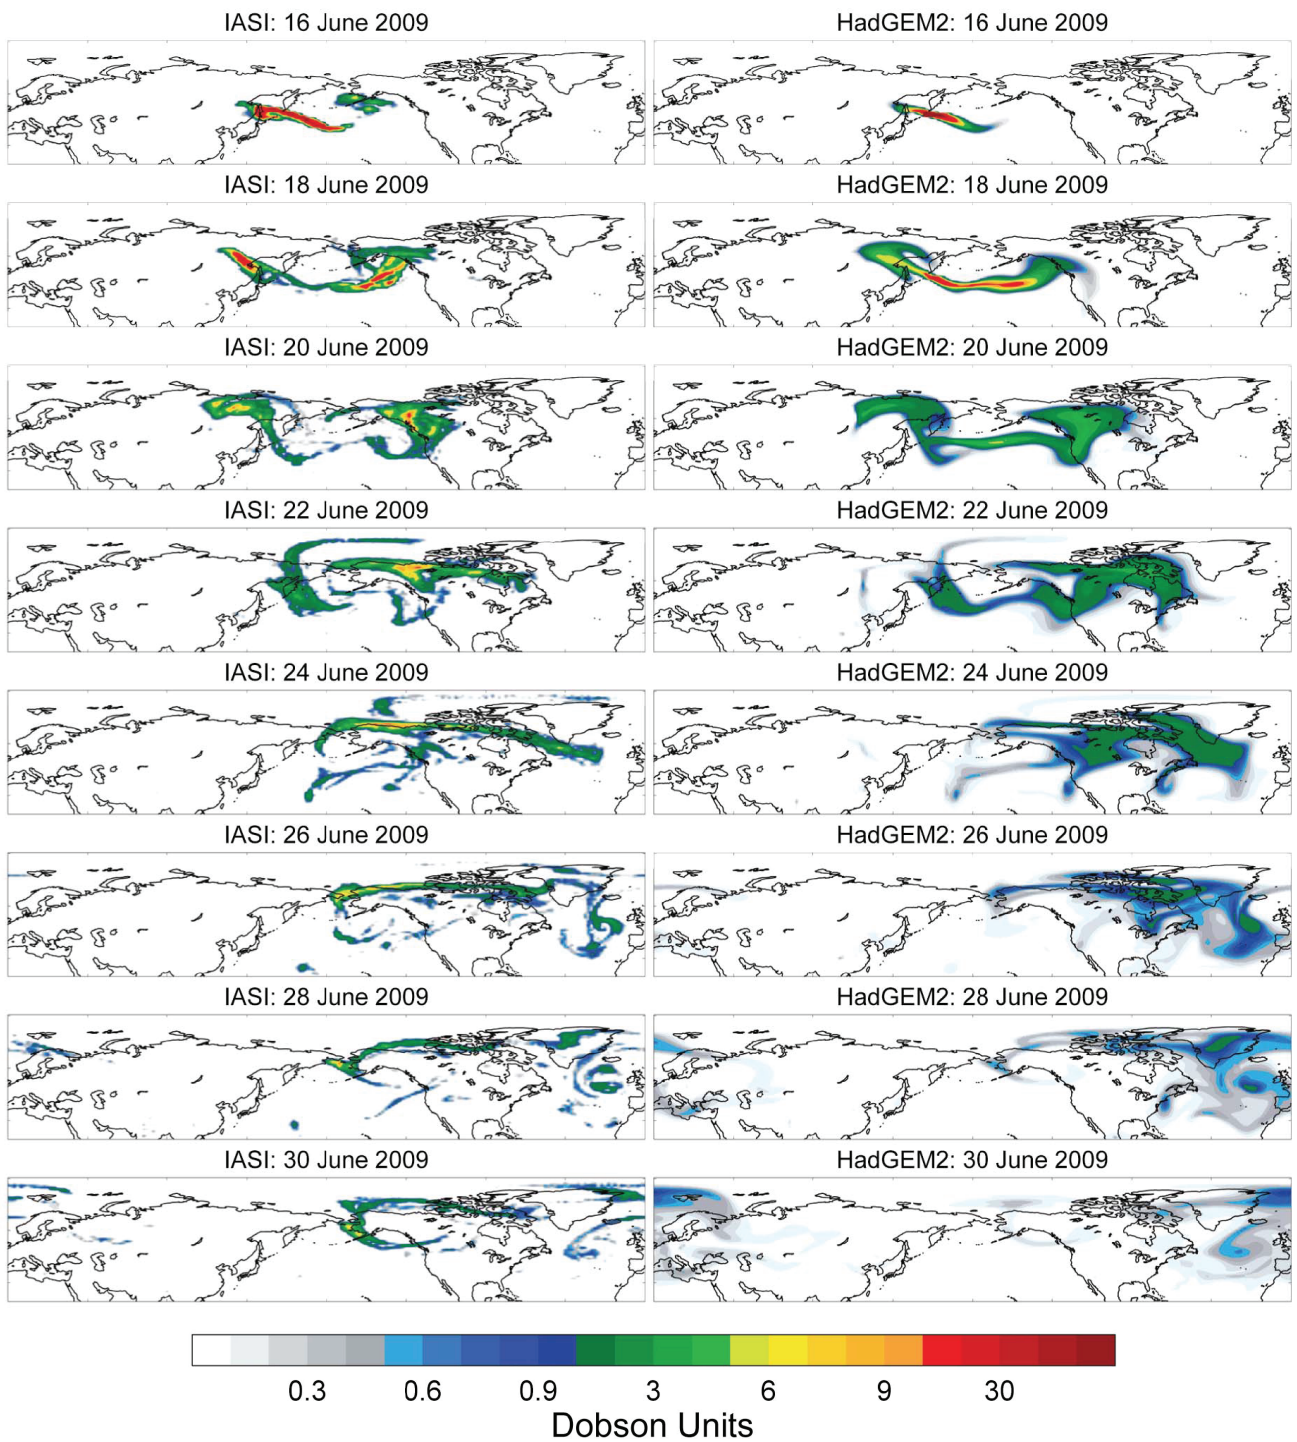 IASI: 16 June 2009
HadGEM2: 16 June 2009
IASI: 18 June 2009
HadGEM2: 18 June 2009
IASI: 20 June 2009
HadGEM2: 20 June 2009
IASI: 22 June 2009
HadGEM2: 22 June 2009
IASI: 24 June 2009
HadGEM2: 24 June 2009
IASI: 26 June 2009
HadGEM2: 26 June 2009
IASI: 28 June 2009
HadGEM2: 28 June 2009
IASI: 30 June 2009
HadGEM2: 30 June 2009
0.3 0.6 0.9 3 6 9 30
Dobson Units